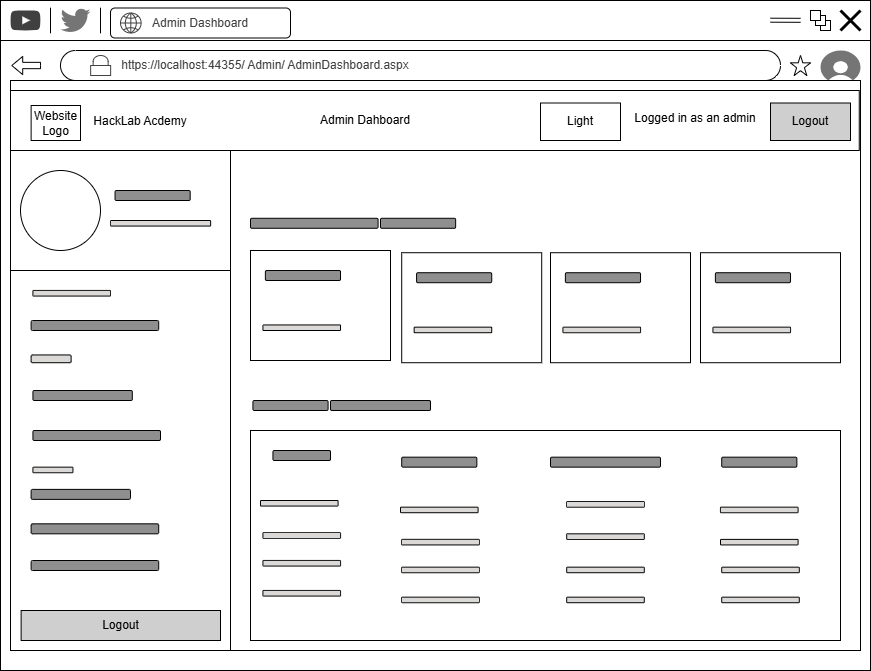 Admin Dashboard
https://localhost:44355/ Admin/ AdminDashboard.aspx
Website
Logo
HackLab Acdemy
Admin Dahboard
Light
Logged in as an admin
Logout
Logout